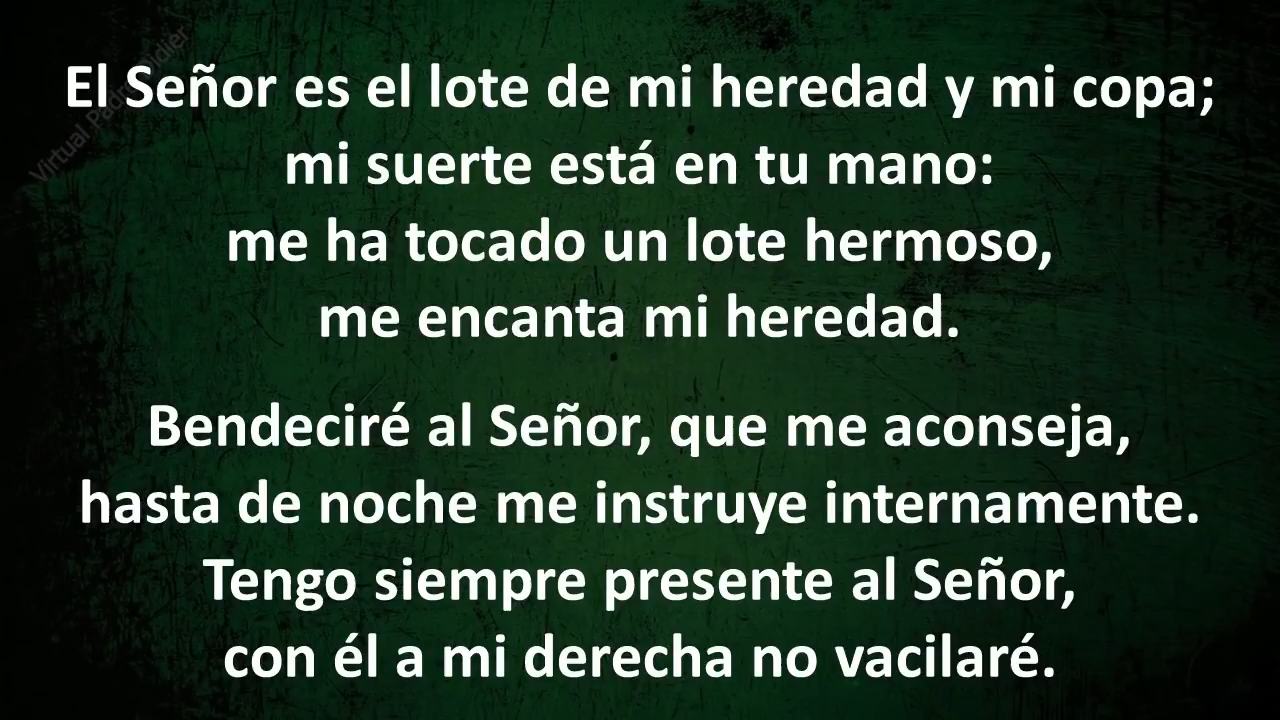 El Señor es el lote de mi heredad y mi copa;
mi suerte está en tu mano:
me ha tocado un lote hermoso,
me encanta mi heredad.
Bendeciré al Señor, que me aconseja,
hasta de noche me instruye internamente.
Tengo siempre presente al Señor,
con él a mi derecha no vacilaré.
Virtual